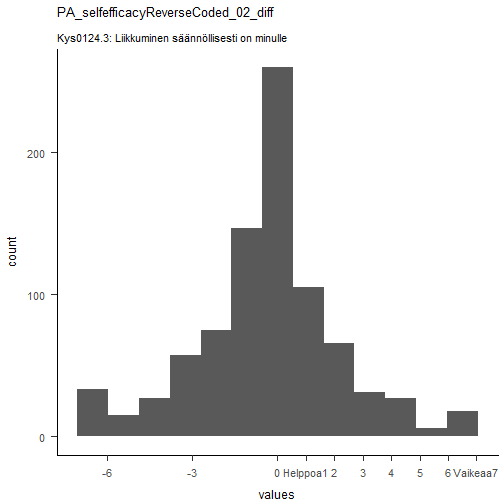 PA_selfefficacyReverseCoded_02_diff
Kys0124.3: Liikkuminen säännöllisesti on minulle
200
100
0
count
-6 -3 0 Helppoa1 2 3 4 5 6 Vaikeaa7
values